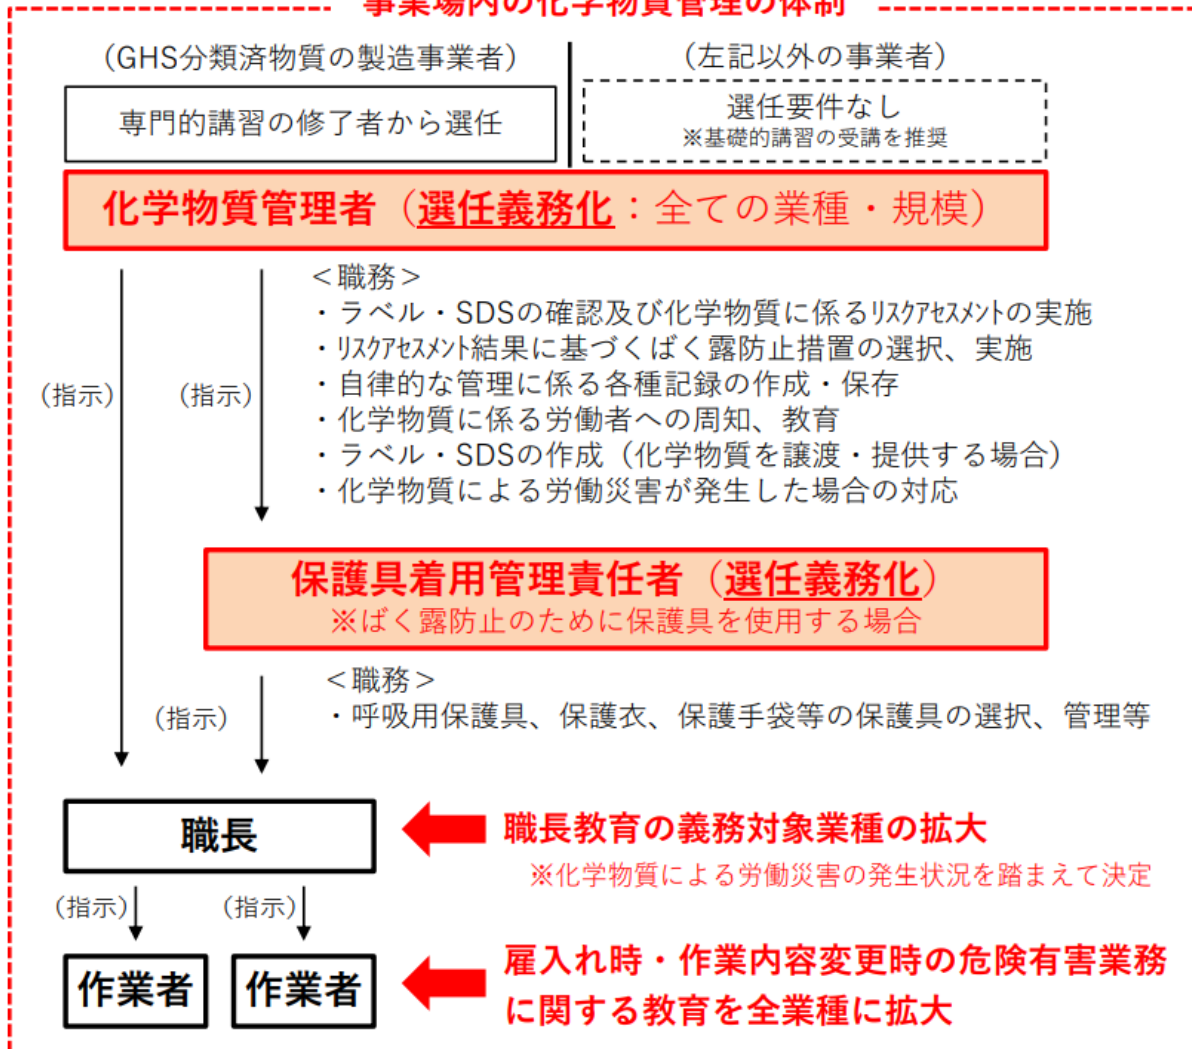 事業場内の化学物質管理の体制
（GHS分類済物質の製造事業者）
（左記以外の事業者）
専門的講習の修了者から選任
選任要件なし
※基礎的講習の受講を推奨
化学物質管理者（選任義務化：全ての業種・規模）
＜職務＞
・ラベル・SDSの確認及び化学物質に係るﾘｽｸｱｾｽﾒﾝﾄの実施
・ﾘｽｸｱｾｽﾒﾝﾄ結果に基づくばく露防止措置の選択、実施
・自律的な管理に係る各種記録の作成・保存
・化学物質に係る労働者への周知、教育
・ラベル・SDSの作成（化学物質を譲渡・提供する場合）
・化学物質による労働災害が発生した場合の対応
（指示）
（指示）
保護具着用管理責任者（選任義務化）
※ばく露防止のために保護具を使用する場合
＜職務＞
・呼吸用保護具、保護衣、保護手袋等の保護具の選択、管理等
（指示）
職長
職長教育の義務対象業種の拡大
※化学物質による労働災害の発生状況を踏まえて決定
（指示）
（指示）
作業者
作業者
雇入れ時・作業内容変更時の危険有害業務
に関する教育を全業種に拡大